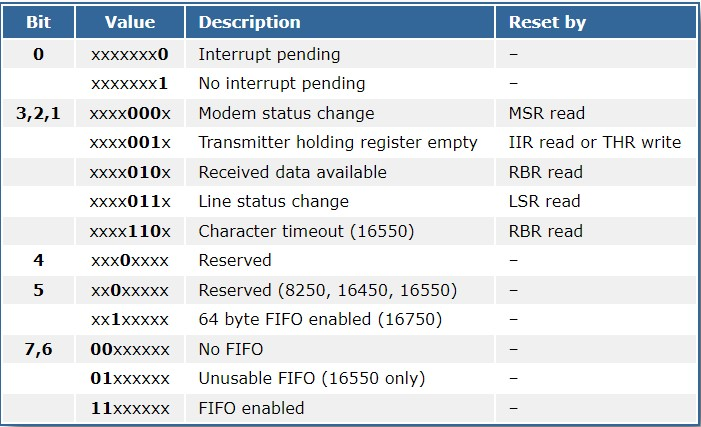 Bit Value Description Reset by
0 xxxxxxx0 Interrupt pending –
xxxxxxx1 No interrupt pending –
3,2,1 xxxx000x Modem status change MSR read
xxxx001x Transmitter holding register empty IIR read or THR write
xxxx010x Received data available RBR read
xxxx011x Line status change LSR read
xxxx110x Character timeout (16550) RBR read
4 xxx0xxxx Reserved –
5 xx0xxxxx Reserved (8250, 16450, 16550) –
xx1xxxxx 64 byte FIFO enabled (16750) –
7,6 00xxxxxx No FIFO –
01xxxxxx Unusable FIFO (16550 only) –
11xxxxxx FIFO enabled –